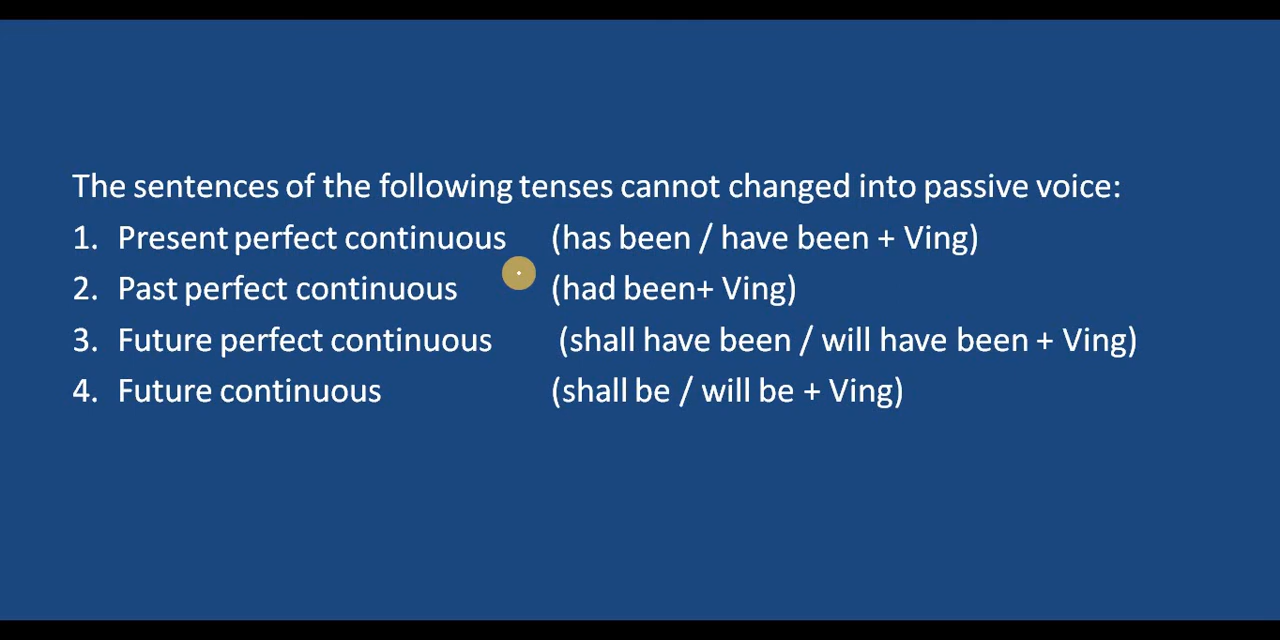 The sentences of the following tenses cannot changed into passive voice:
1. Present perfect continuous (has been / have been + Ving)
2. Past perfect continuous (had been+ Ving)
3. Future perfect continuous (shall have been / will have been + Ving)
4. Future continuous (shall be / will be + Ving)